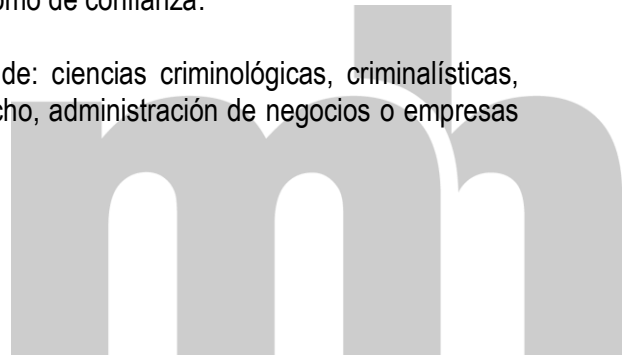 omo de confianza.
de: ciencias criminológicas, criminalísticas,
cho, administración de negocios o empresas
mh